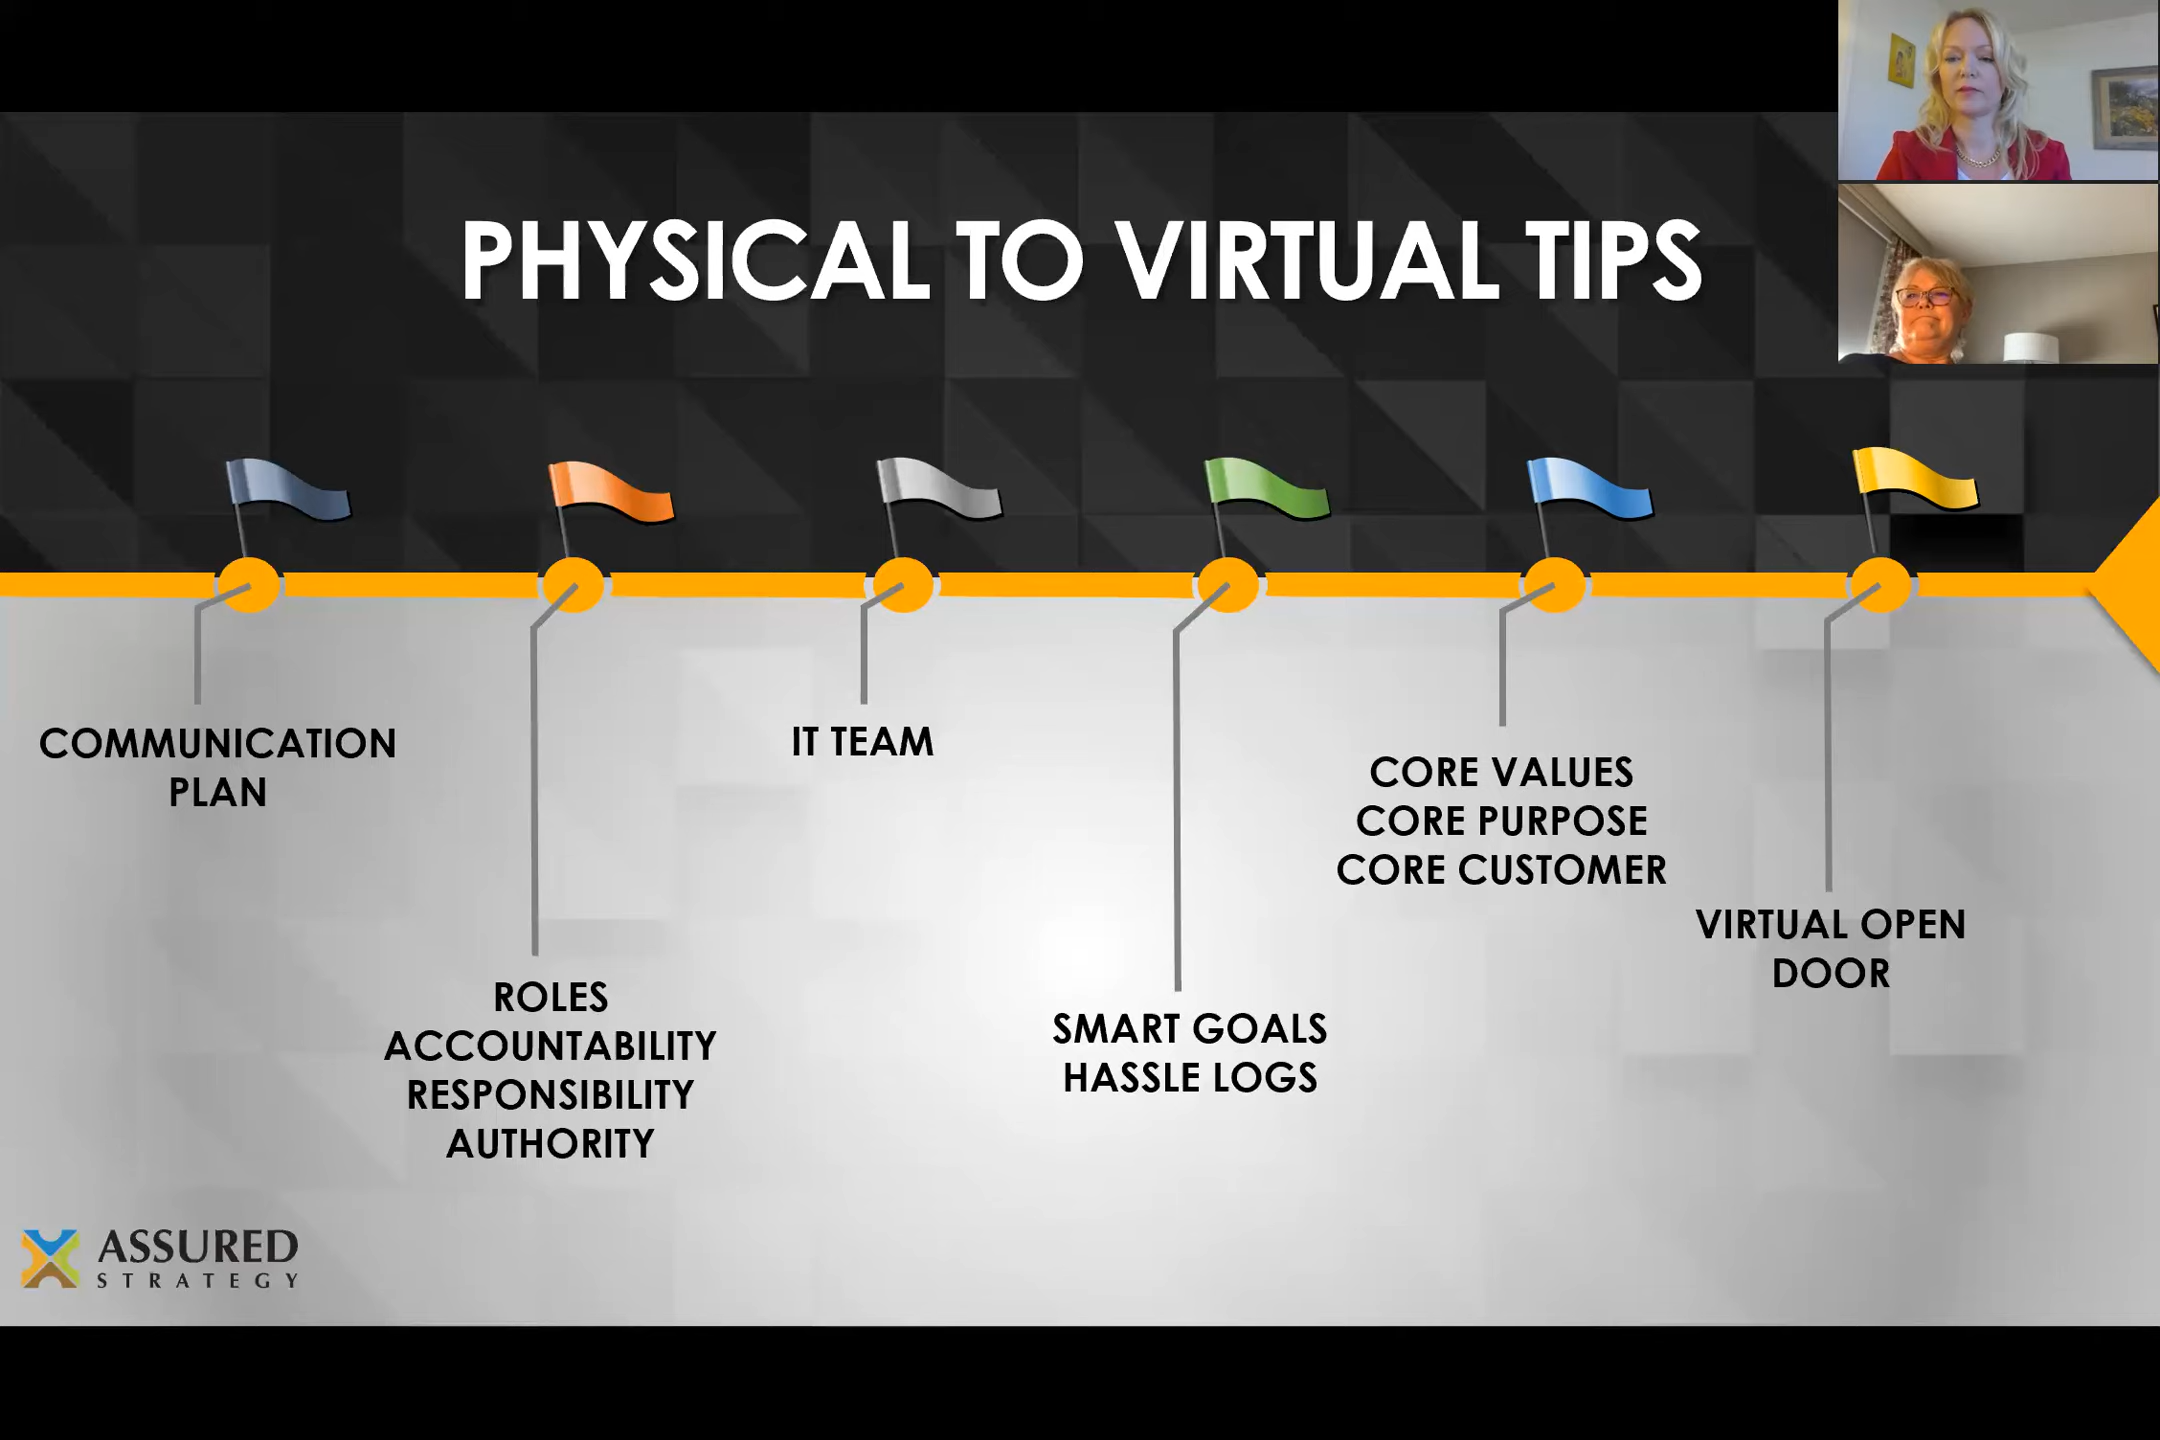 PHYSICAL TO VIRTUAL TIPS
COMMUNICATION
PLAN
ROLES
ACCOUNTABILITY
RESPONSIBILITY
AUTHORITY
IT TEAM
SMART GOALS
HASSLE LOGS
CORE VALUES
CORE PURPOSE
CORE CUSTOMER
VIRTUAL OPEN
DOOR
ASSURED
STRATEGY